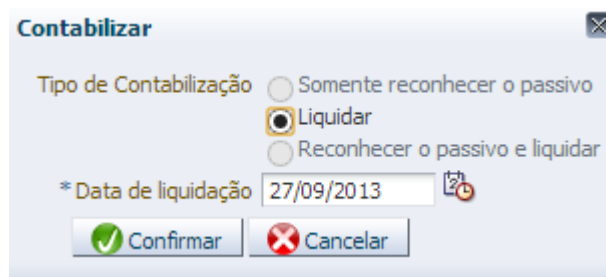 Contabilizar
Tipo de Contabilização Somente reconhecer o passivo
Liquidar
Reconhecer o passivo e liquidar
*Data de liquidação 27/09/2013
Confirmar Cancelar